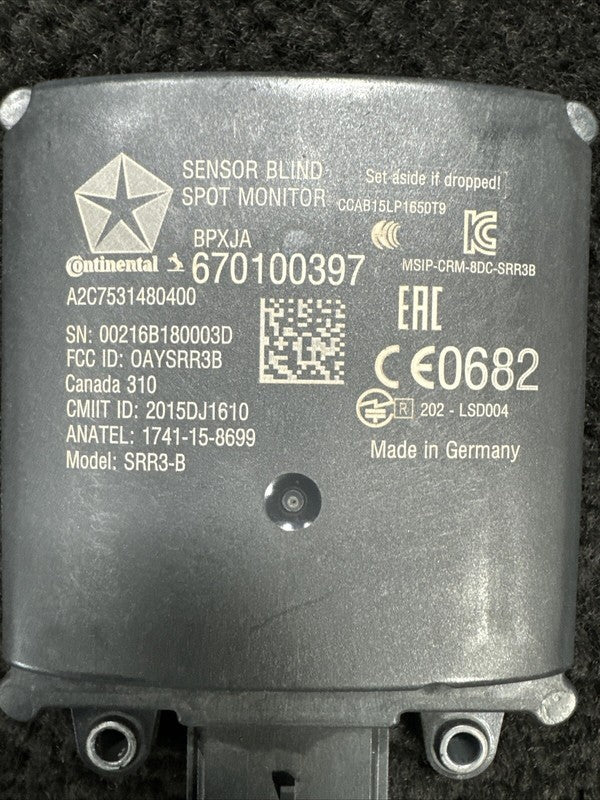 SENSOR BLIND
SPOT MONITOR
Set aside if dropped!
CCAB15LP1650T9
BPXJA
Continental
670100397
MSIP-CRM-8DC-SRR3B
A2C7531480400
EAC
SN: 00216B180003D
FCC ID: OAYSRR3B
CE0682
Canada 310
CMIIT ID: 2015DJ1610
R 202 - LSD004
ANATEL: 1741-15-8699
Made in Germany
Model: SRR3-B